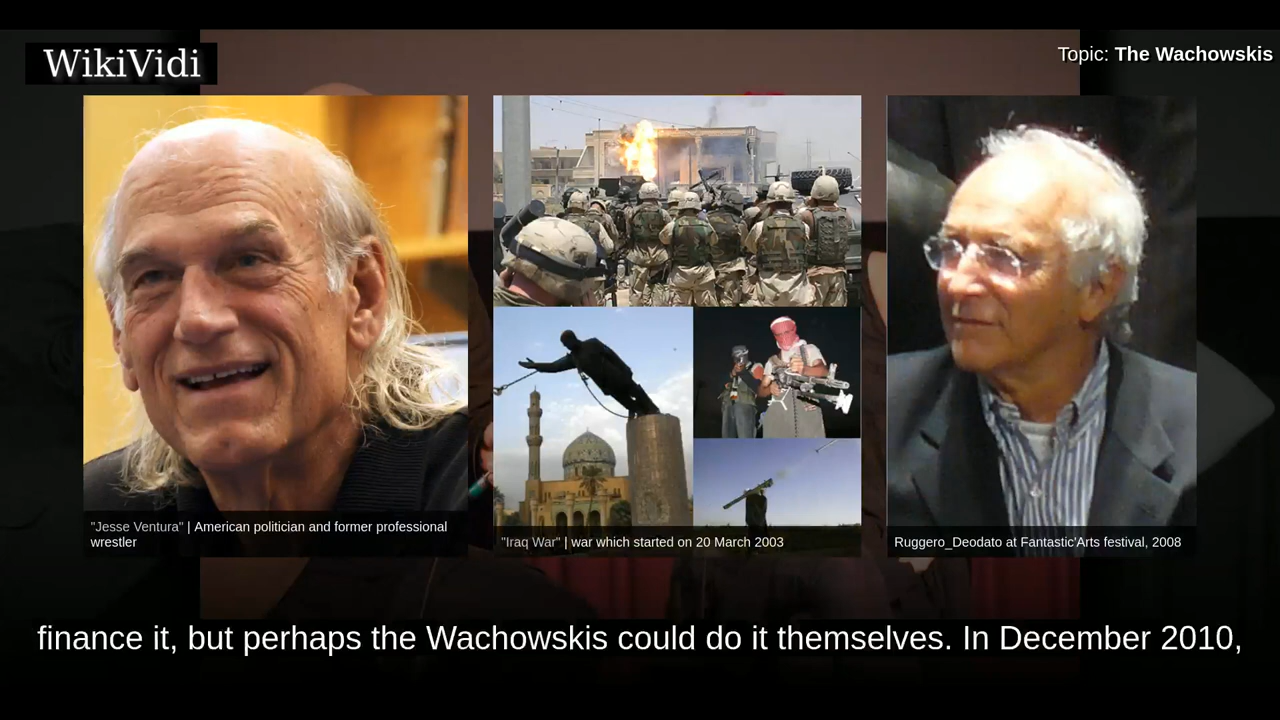 WikiVidi
Topic: The Wachowskis
"Jesse Ventura" | American politician and former professional
wrestler
"Iraq War" | war which started on 20 March 2003
Ruggero_Deodato at Fantastic'Arts festival, 2008
finance it, but perhaps the Wachowskis could do it themselves. In December 2010,